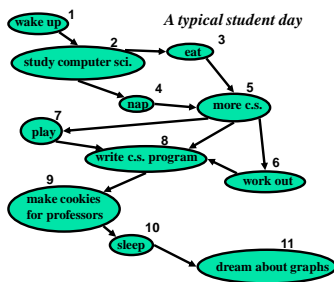 A typical student day
1
wake up
2
study computer sci.
3
eat
4
nap
5
more c.s.
6
work out
7
play
8
write c.s. program
9
make cookies
for professors
10
sleep
11
dream about graphs